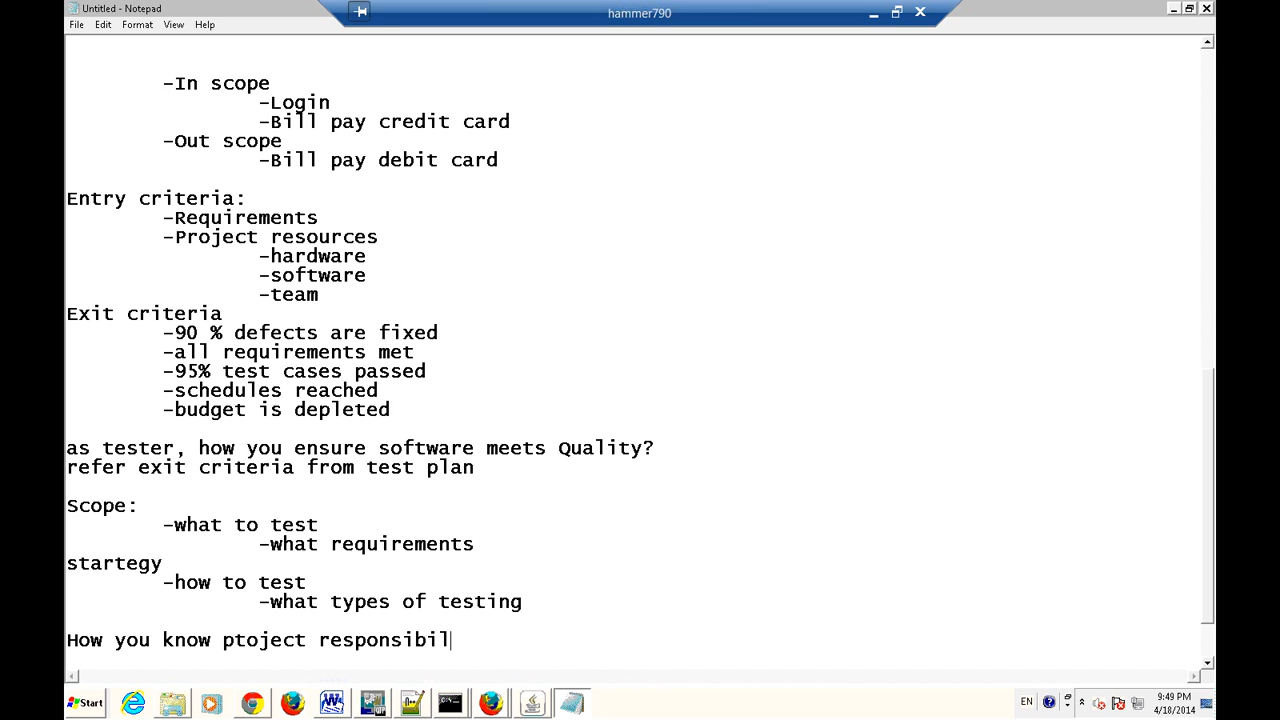 Untitled - Notepad
hammer790
File Edit Format View Help
-In scope
-Login
-Bill pay credit card
-Out scope
-Bill pay debit card
Entry criteria:
-Requirements
-Project resources
-hardware
-software
-team
Exit criteria
-90 % defects are fixed
-all requirements met
-95% test cases passed
-schedules reached
-budget is depleted
as tester, how you ensure software meets Quality?
refer exit criteria from test plan
Scope:
-what to test
-what requirements
startegy
-how to test
-what types of testing
How you know ptoject responsibil
Start
EN
9:49 PM
4/18/2014